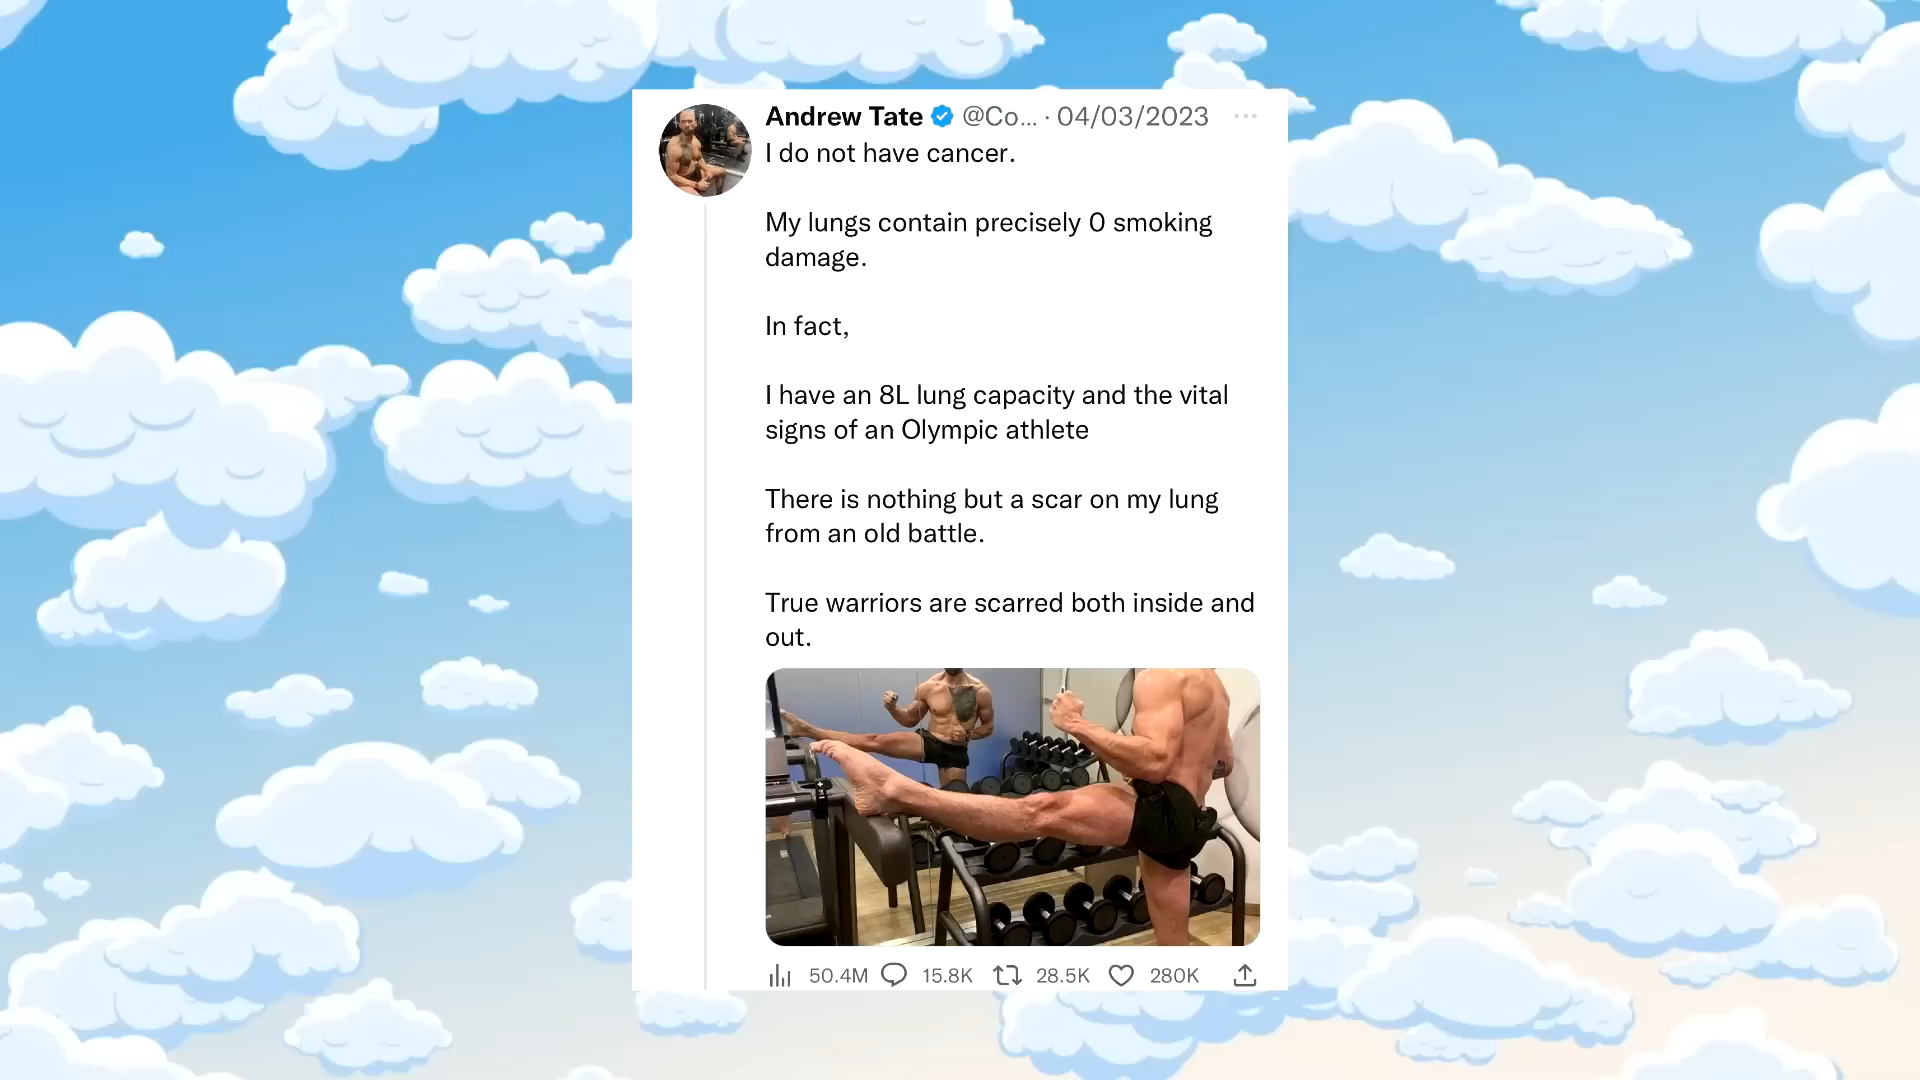 Andrew Tate @Co... · 04/03/2023
I do not have cancer.
My lungs contain precisely 0 smoking
damage.
In fact,
I have an 8L lung capacity and the vital
signs of an Olympic athlete
There is nothing but a scar on my lung
from an old battle.
True warriors are scarred both inside and
out.
50.4M 15.8K 28.5K 280K